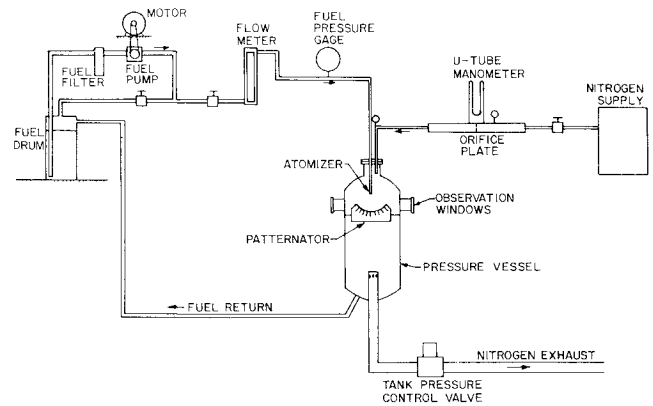 MOTOR
FLOW
METER
FUEL
PRESSURE
GAGE
U-TUBE
MANOMETER
NITROGEN
SUPPLY
FUEL
FILTER
FUEL
PUMP
FUEL
DRUM
ORIFICE
PLATE
ATOMIZER
OBSERVATION
WINDOWS
PATTERNATOR
PRESSURE VESSEL
FUEL RETURN
NITROGEN EXHAUST
TANK PRESSURE
CONTROL VALVE